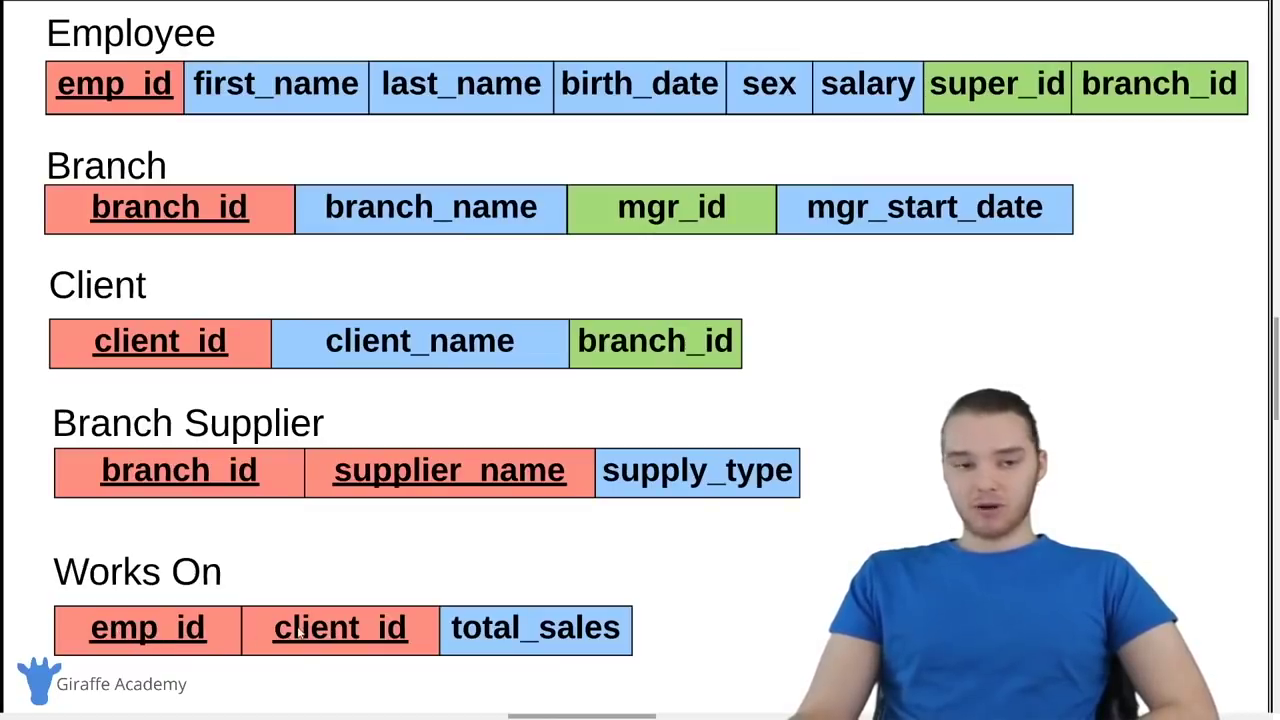 Employee
emp_id first_name last_name birth_date sex salary super_id branch_id
Branch
branch_id branch_name mgr_id mgr_start_date
Client
client_id client_name branch_id
Branch Supplier
branch_id supplier_name supply_type
Works On
emp_id client_id total_sales
Giraffe Academy